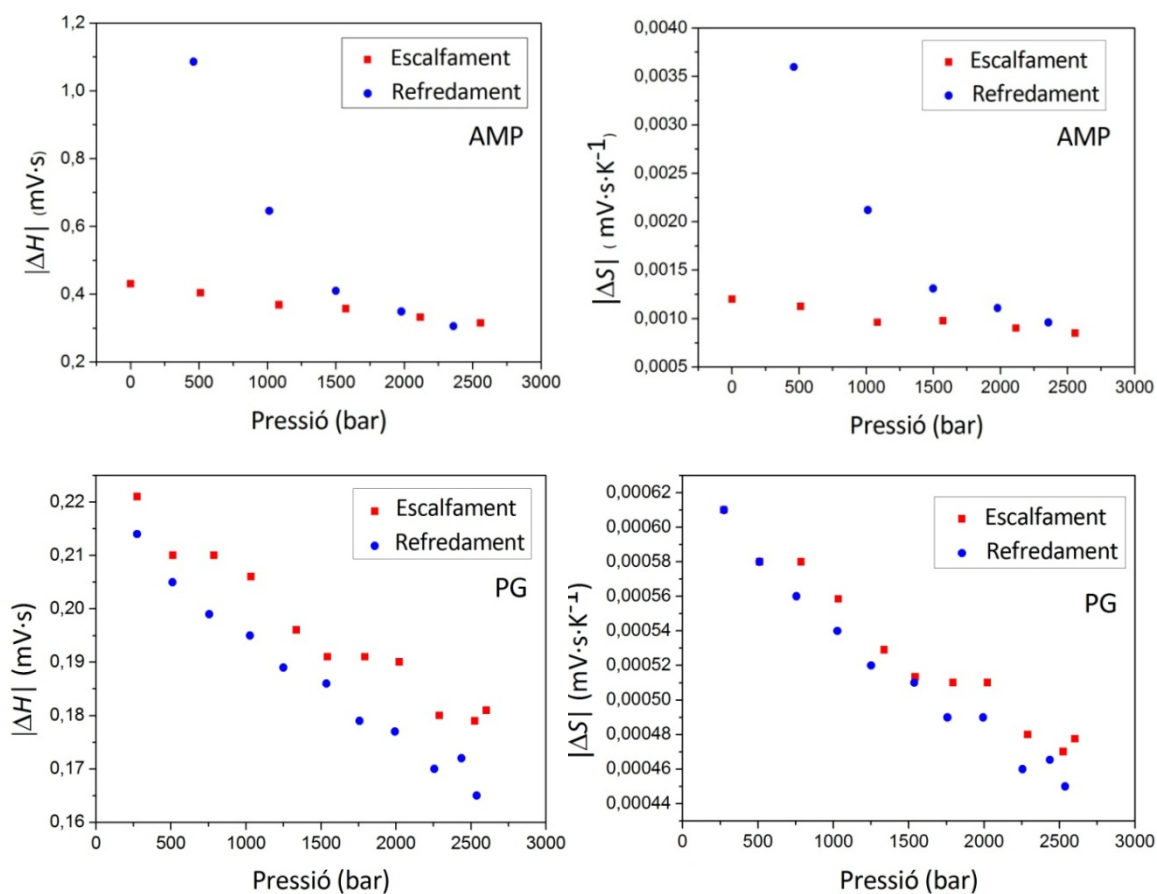 1,2
1,0
0,8
0,6
0,4
0,2
|ΔH| (mV·s)
Escalfament
Refredament
AMP
0 500 1000 1500 2000 2500 3000
Pressió (bar)
0,0040
0,0035
0,0030
0,0025
0,0020
0,0015
0,0010
0,0005
|ΔS| ( mV·s·K⁻¹)
Escalfament
Refredament
AMP
0 500 1000 1500 2000 2500 3000
Pressió (bar)
0,22
0,21
0,20
0,19
0,18
0,17
0,16
|ΔH| (mV·s)
Escalfament
Refredament
PG
0 500 1000 1500 2000 2500 3000
Pressió (bar)
0,00062
0,00060
0,00058
0,00056
0,00054
0,00052
0,00050
0,00048
0,00046
0,00044
|ΔS| (mV·s·K⁻¹)
Escalfament
Refredament
PG
0 500 1000 1500 2000 2500 3000
Pressió (bar)